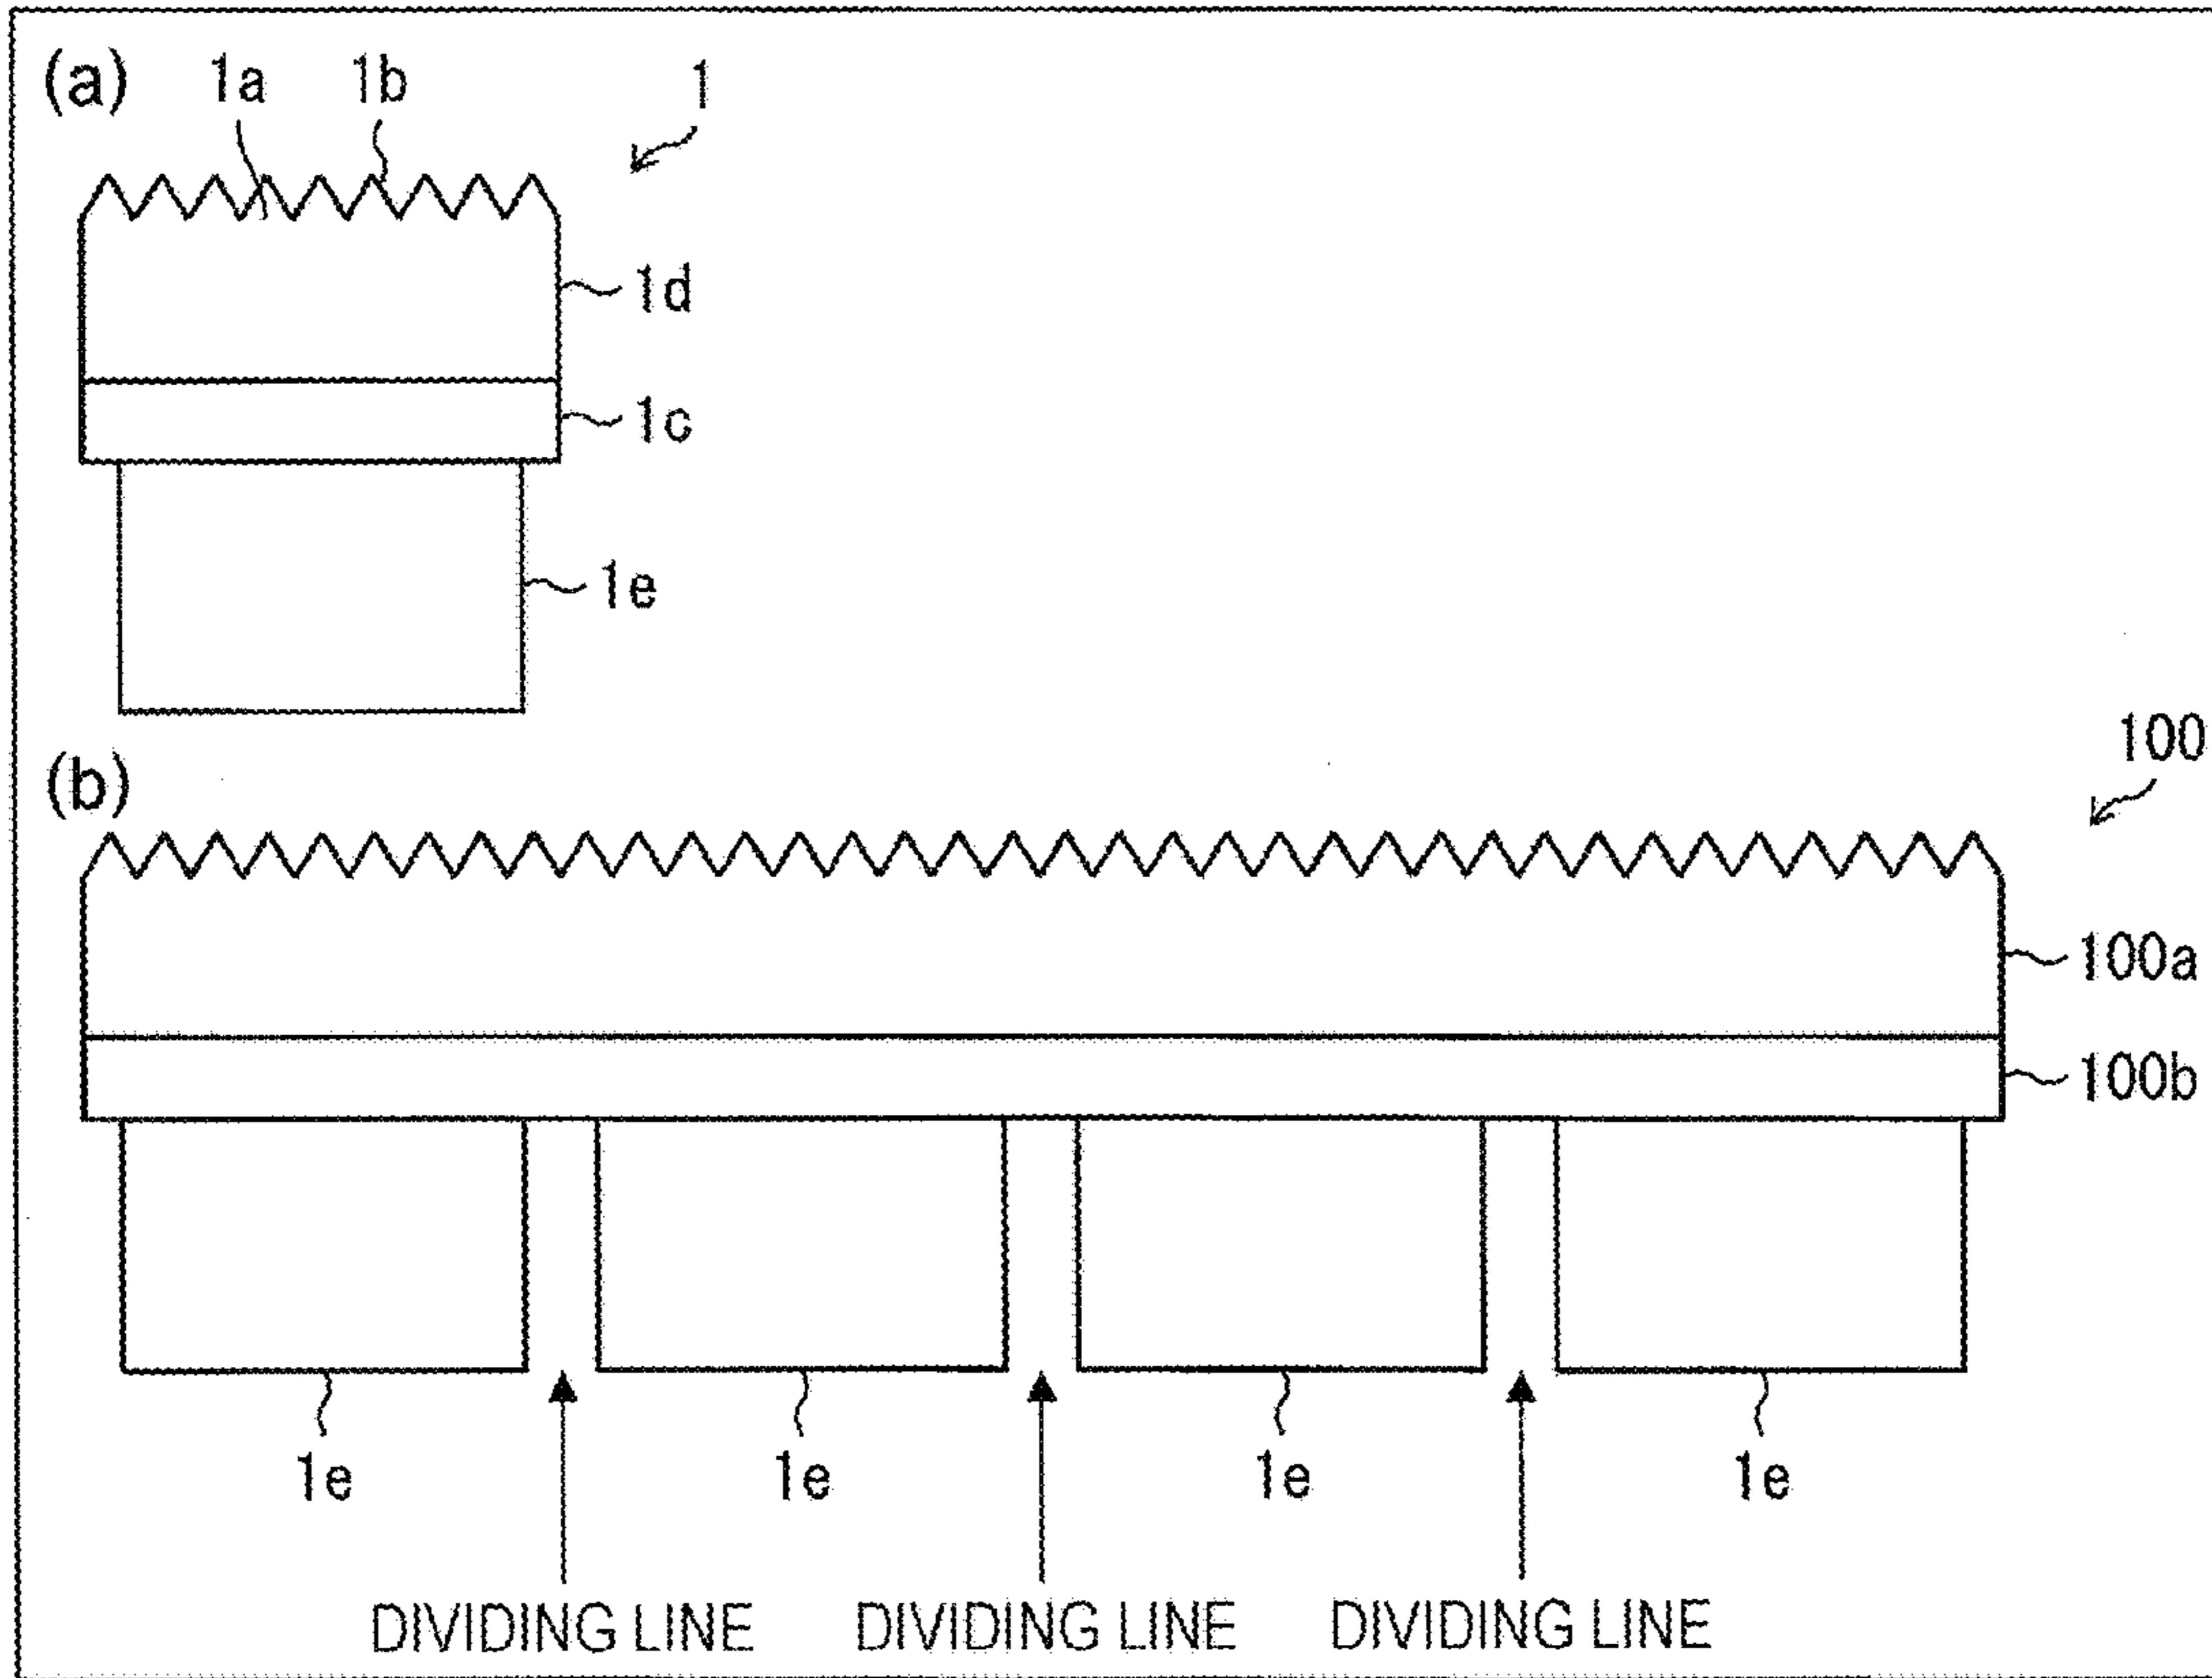 (a) 1a 1b 1
1d
1c
1e
(b) 100
100a
100b
1e 1e 1e 1e
DIVIDING LINE DIVIDING LINE DIVIDING LINE